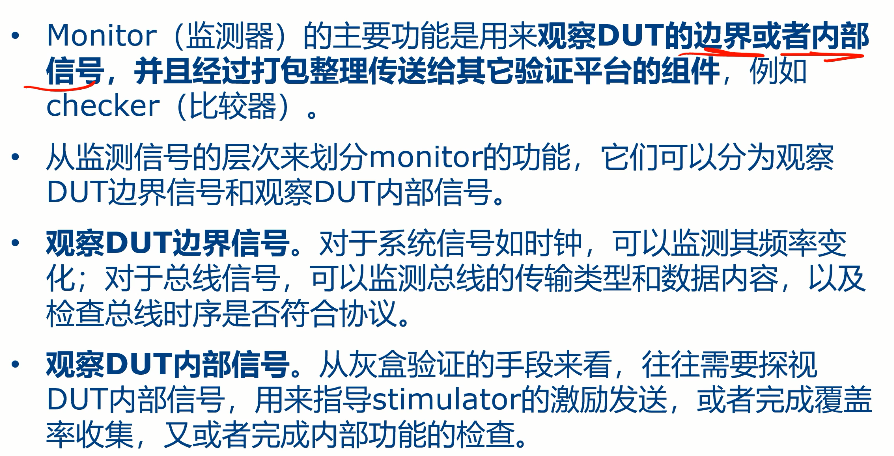 • Monitor（监测器）的主要功能是用来观察DUT的边界或者内部
信号，并且经过打包整理传送给其它验证平台的组件，例如
checker（比较器）。
• 从监测信号的层次来划分monitor的功能，它们可以分为观察
DUT边界信号和观察DUT内部信号。
• 观察DUT边界信号。对于系统信号如时钟，可以监测其频率变
化；对于总线信号，可以监测总线的传输类型和数据内容，以及
检查总线时序是否符合协议。
• 观察DUT内部信号。从灰盒验证的手段来看，往往需要探视
DUT内部信号，用来指导stimulator的激励发送，或者完成覆盖
率收集，又或者完成内部功能的检查。